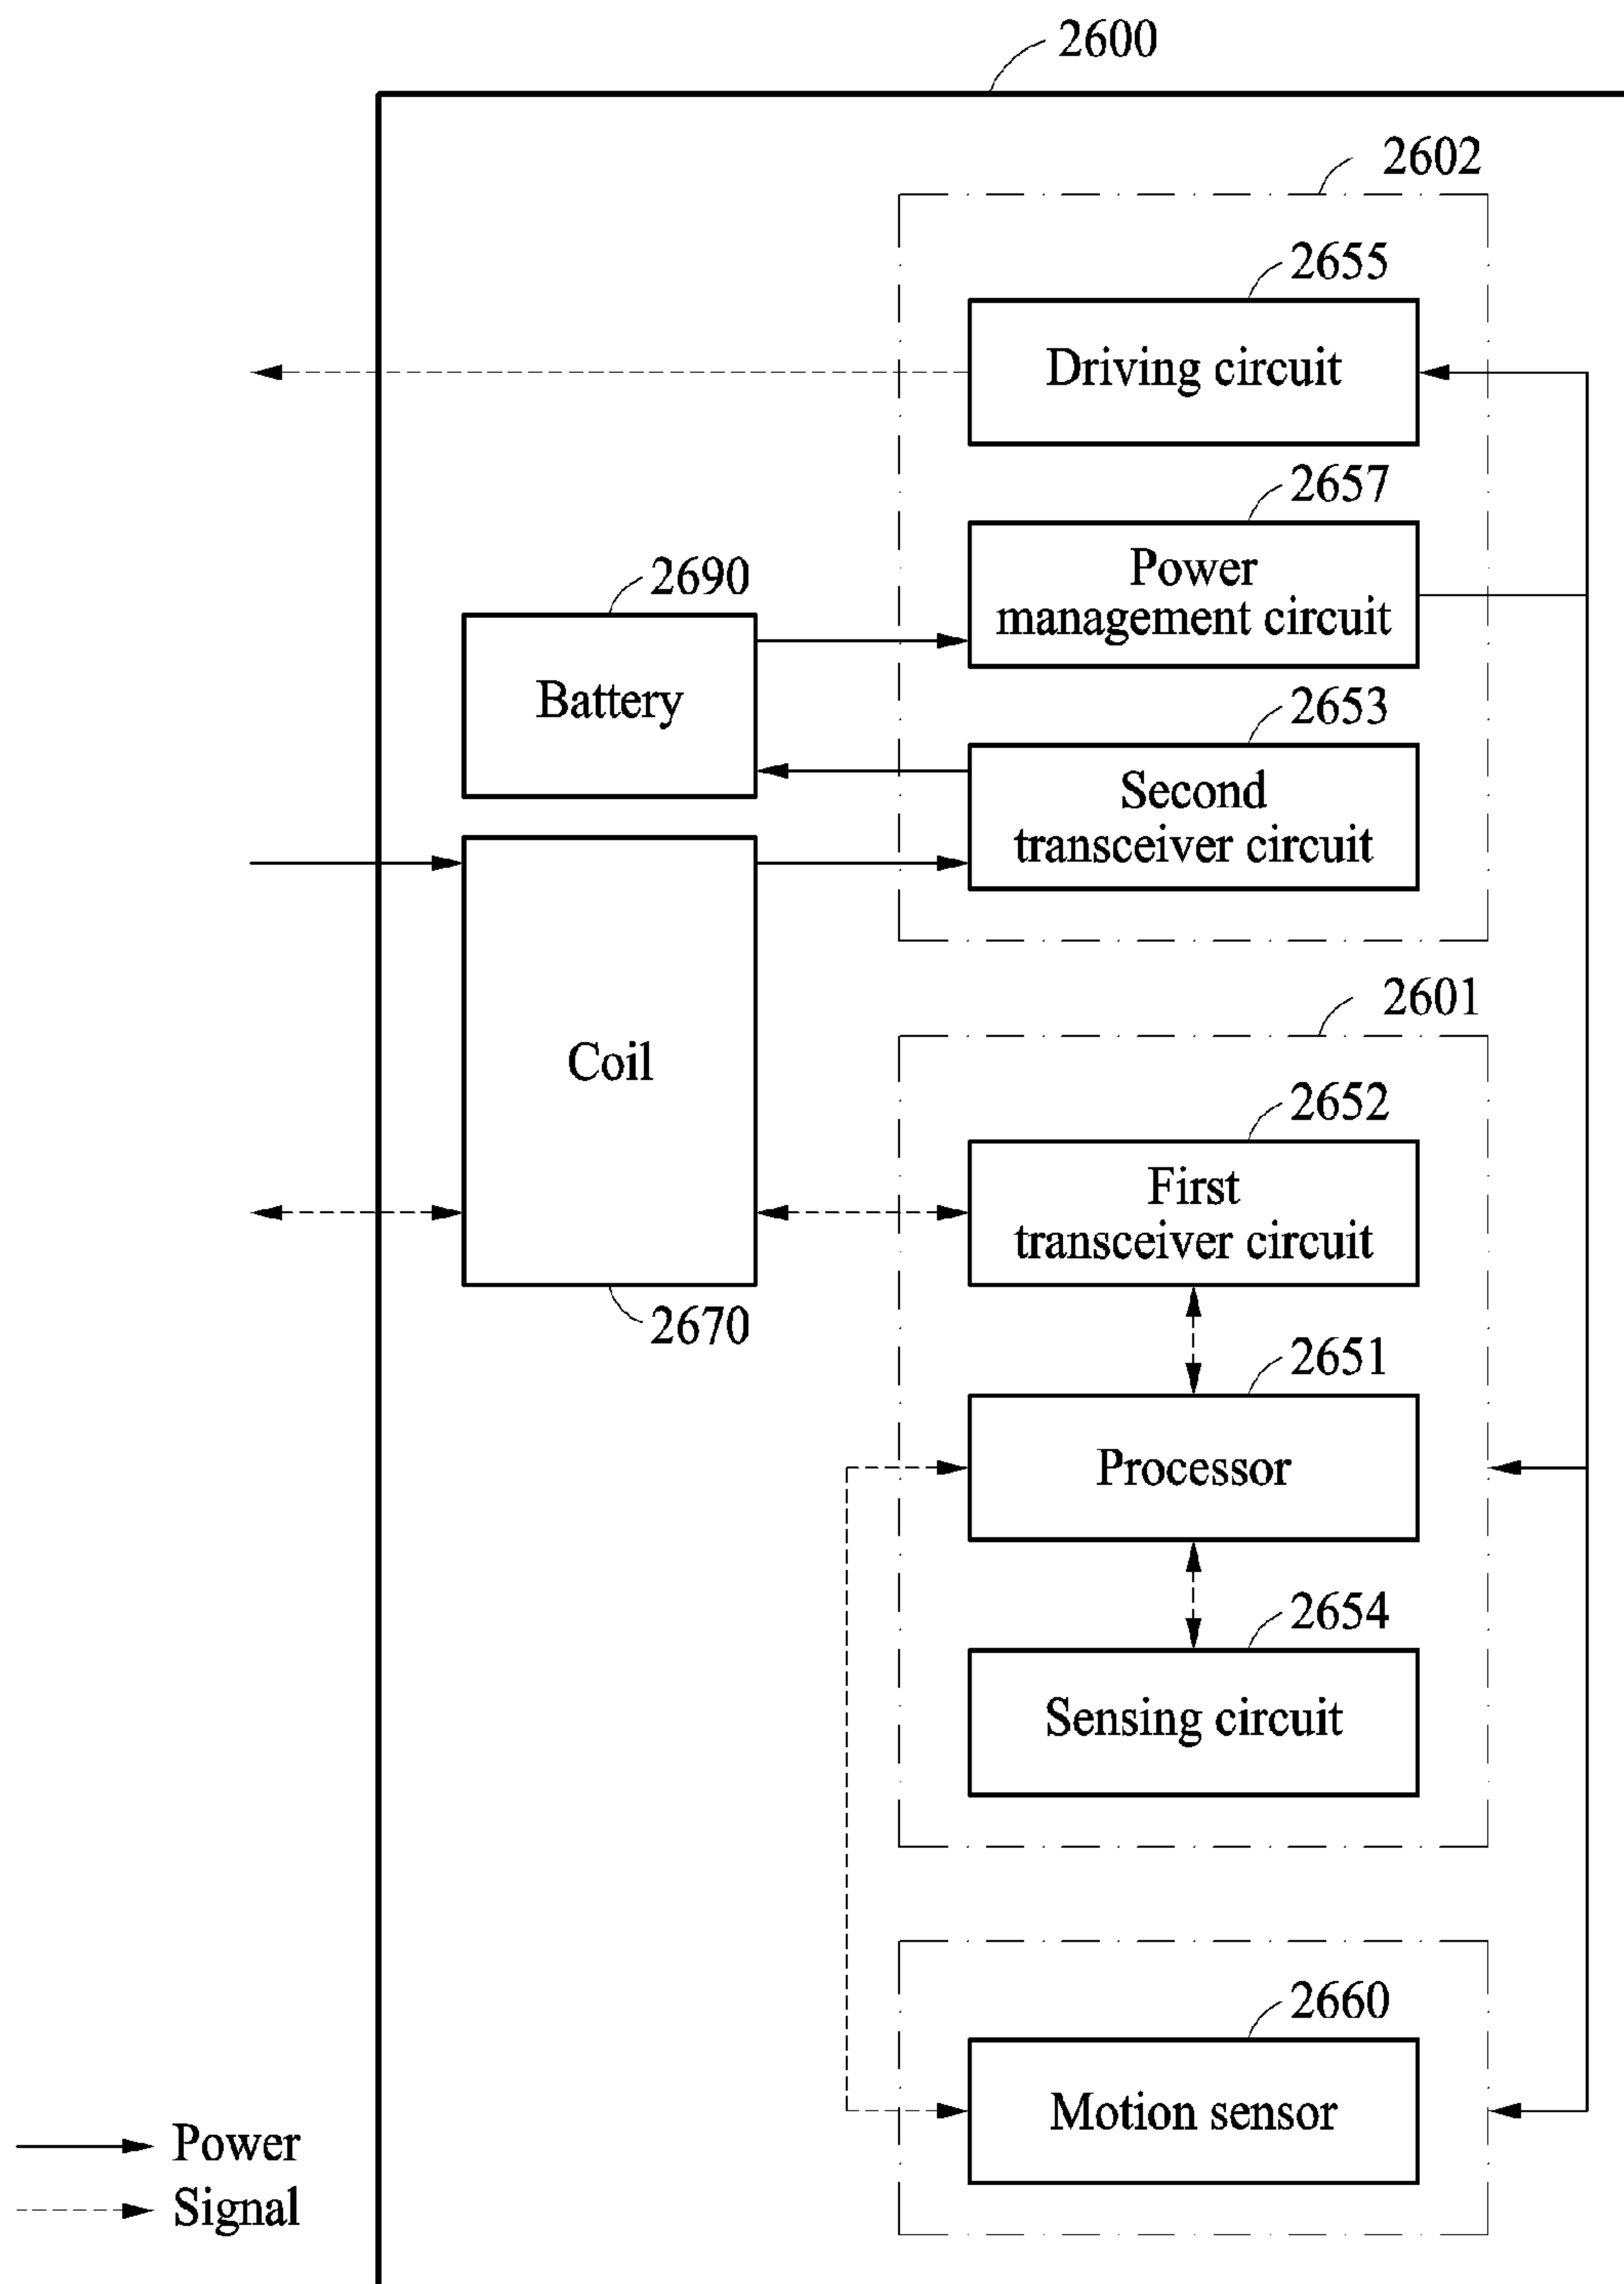 2600
2602
2655
Driving circuit
2657
Power
management circuit
2690
Battery
2653
Second
transceiver circuit
2601
Coil
2652
First
transceiver circuit
2670
2651
Processor
2654
Sensing circuit
2660
Motion sensor
Power
Signal